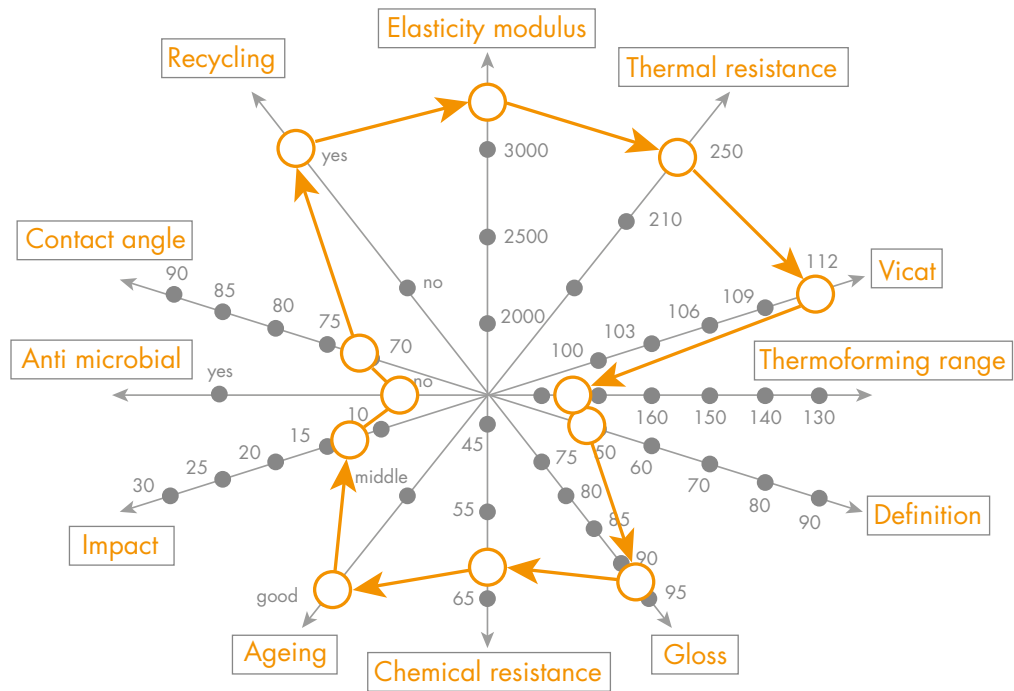 Elasticity modulus
Recycling
Thermal resistance
yes
3000
250
210
2500
no
2000
Contact angle
90
85
80
75
70
112
109
106
103
100
Vicat
Anti microbial
yes
no
Thermoforming range
160
150
140
130
10
15
20
25
30
Impact
middle
good
Ageing
45
55
65
Chemical resistance
75
80
85
90
95
Gloss
50
60
70
80
90
Definition